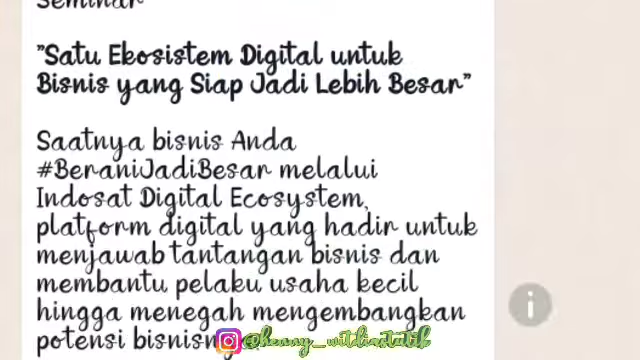 Seminar
"Satu Ekosistem Digital untuk
Bisnis yang Siap Jadi Lebih Besar"
Saatnya bisnis Anda
#BeraniJadiBesar melalui
Indosat Digital Ecosystem,
platform digital yang hadir untuk
menjawab tantangan bisnis dan
membantu pelaku usaha kecil
hingga menegah mengembangkan
potensi